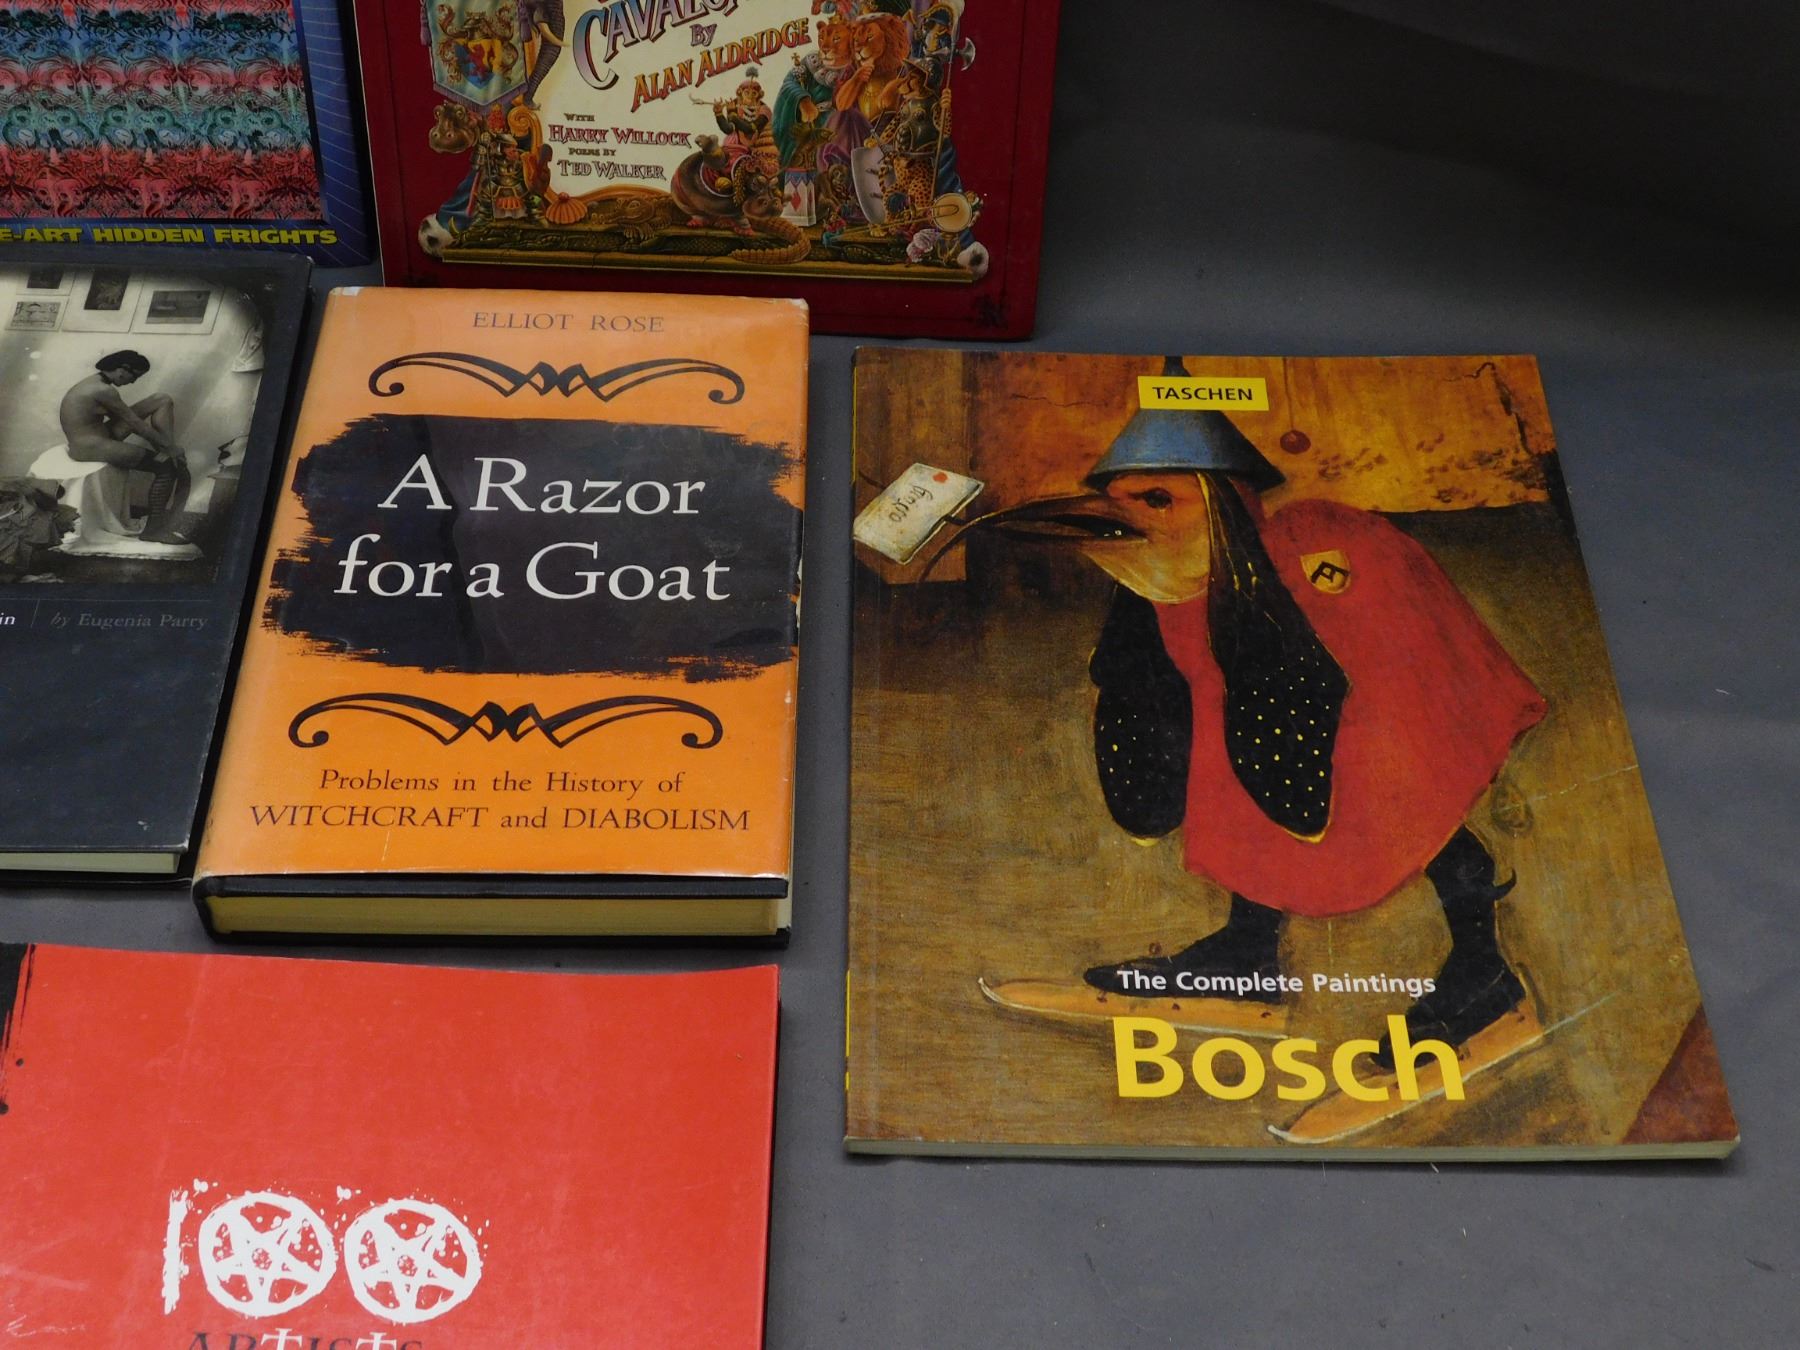 BY
ALAN ALDRIDGE
WITH
HARRY WILLOCK
POEMS BY
TED WALKER
E-ART HIDDEN FRIGHTS
in | by Eugenia Parry
ELLIOT ROSE
A Razor
for a Goat
Problems in the History of
WITCHCRAFT and DIABOLISM
TASCHEN
The Complete Paintings
Bosch
100
ARTISTS